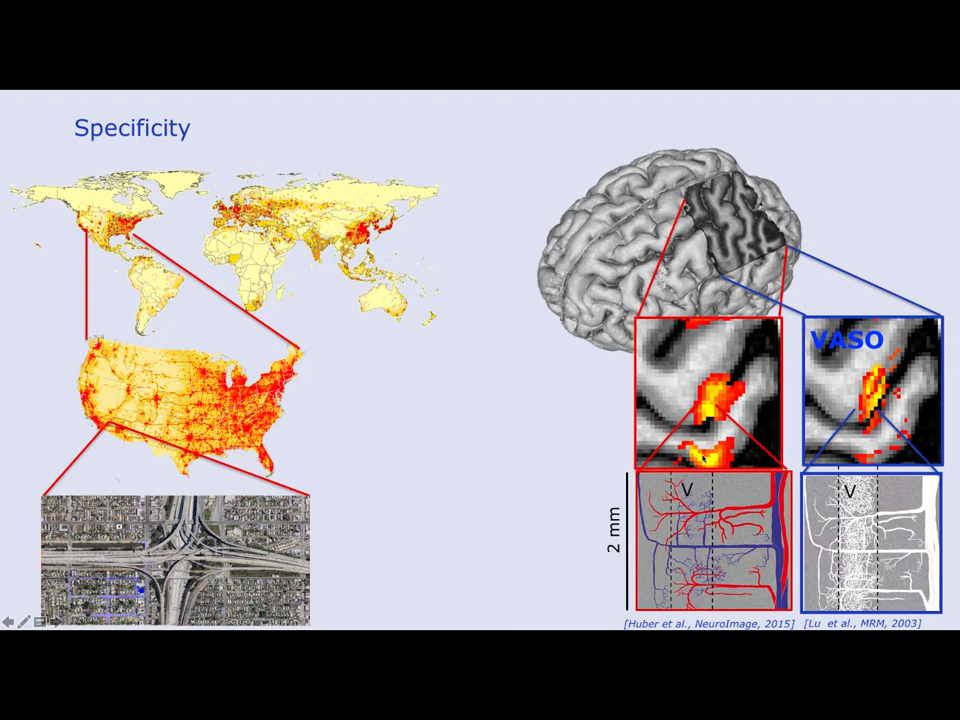 Specificity
VASO
L
L
V
V
2 mm
[Huber et al., NeuroImage, 2015]
[Lu et al., MRM, 2003]